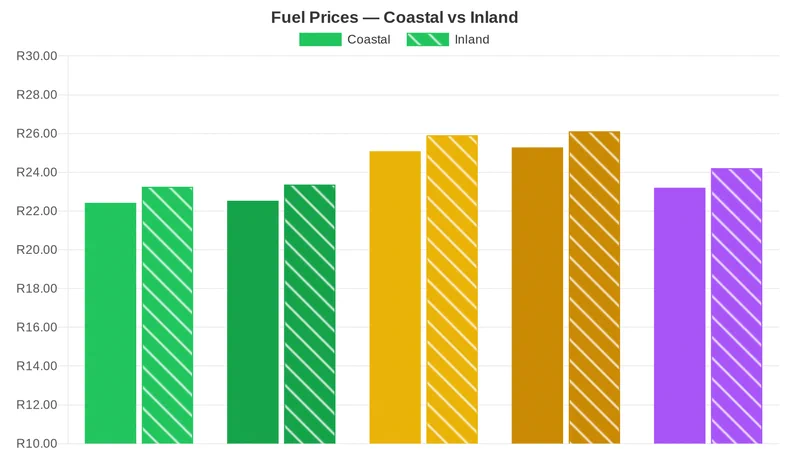 Fuel Prices — Coastal vs Inland
Coastal Inland
R30.00
R28.00
R26.00
R24.00
R22.00
R20.00
R18.00
R16.00
R14.00
R12.00
R10.00